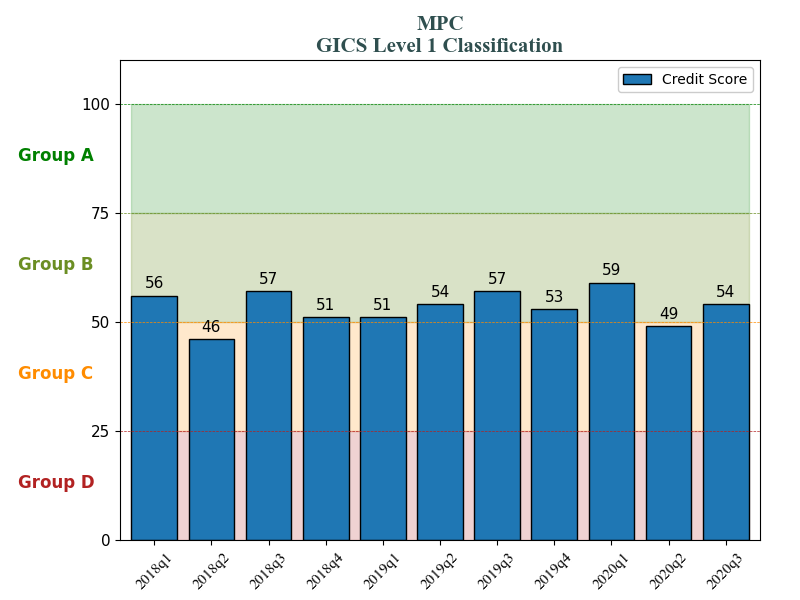 MPC
GICS Level 1 Classification
Credit Score
100
Group A
75
Group B
56
46
57
51
51
54
57
53
59
49
54
50
Group C
25
Group D
0
2018q1
2018q2
2018q3
2018q4
2019q1
2019q2
2019q3
2019q4
2020q1
2020q2
2020q3